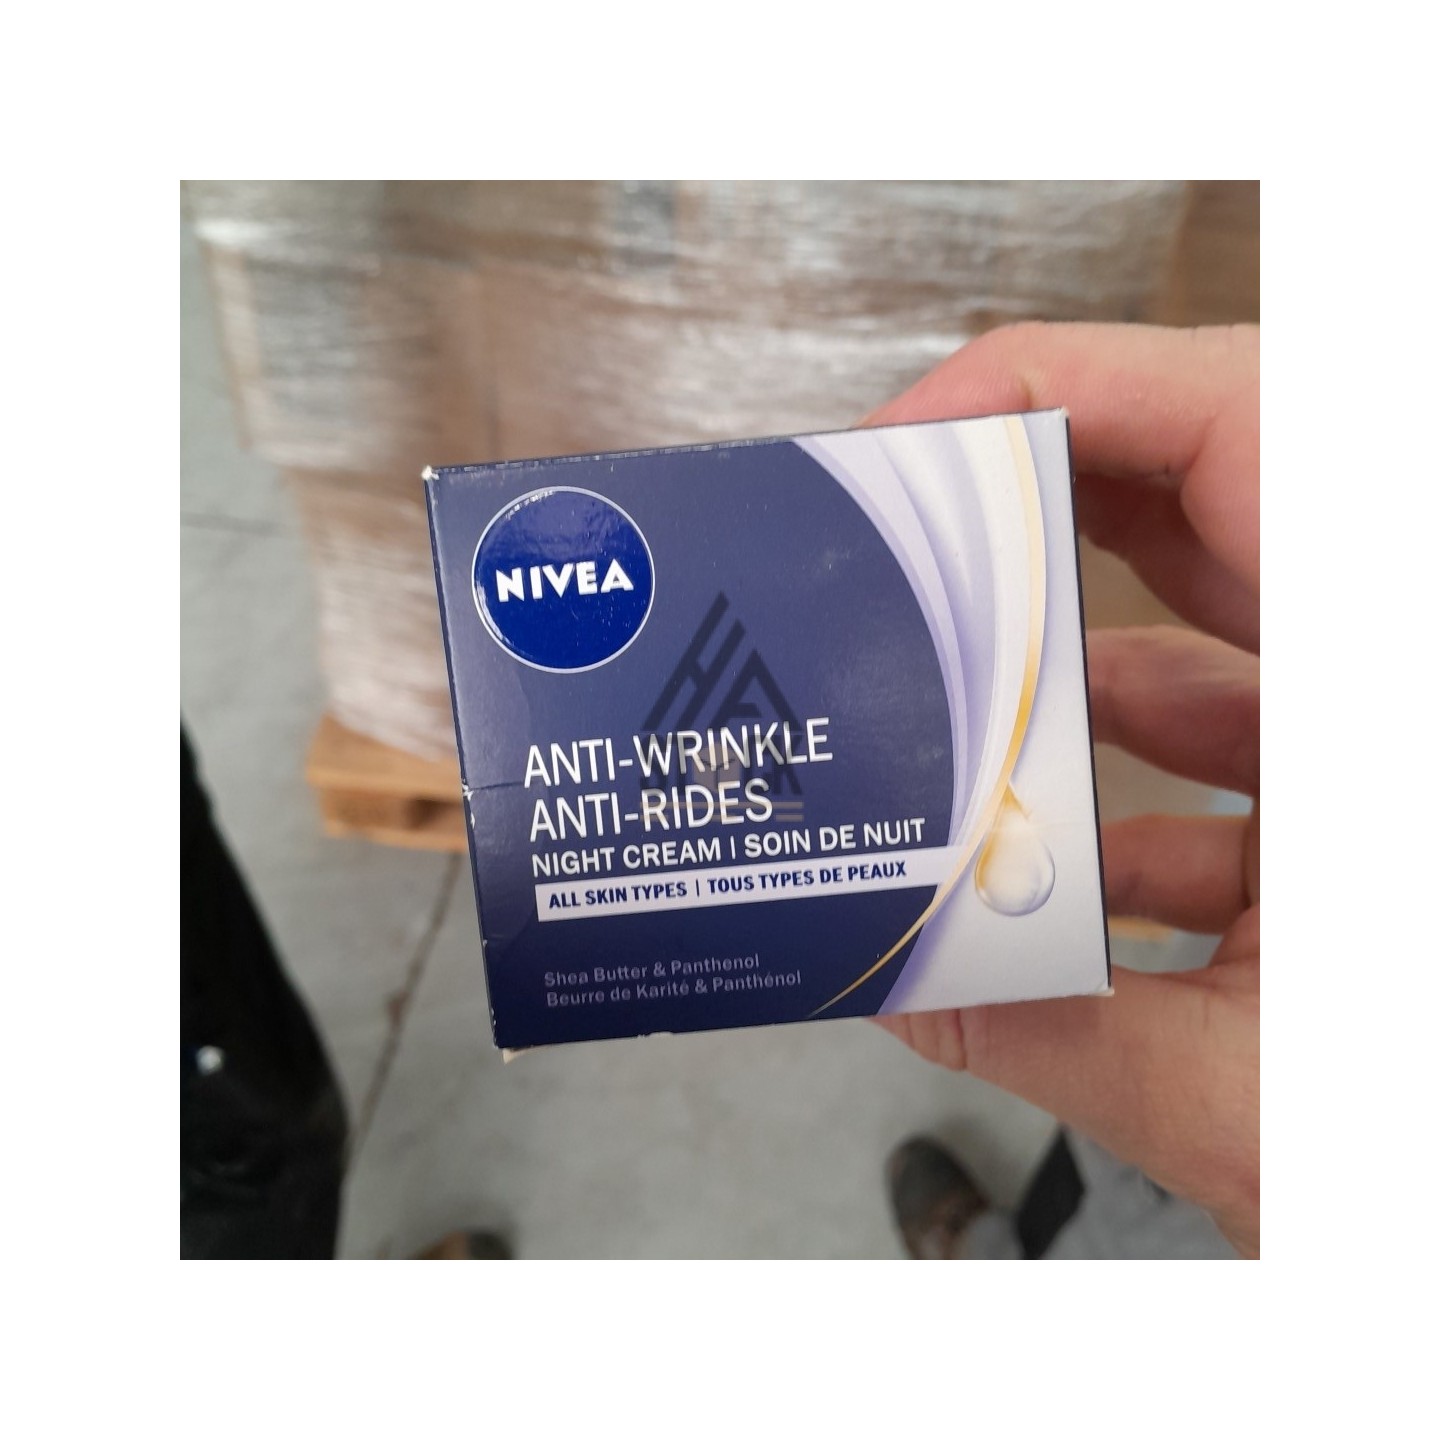 NIVEA
ANTI-WRINKLE
ANTI-RIDES
NIGHT CREAM | SOIN DE NUIT
ALL SKIN TYPES | TOUS TYPES DE PEAUX
Shea Butter & Panthenol
Beurre de Karité & Panthénol